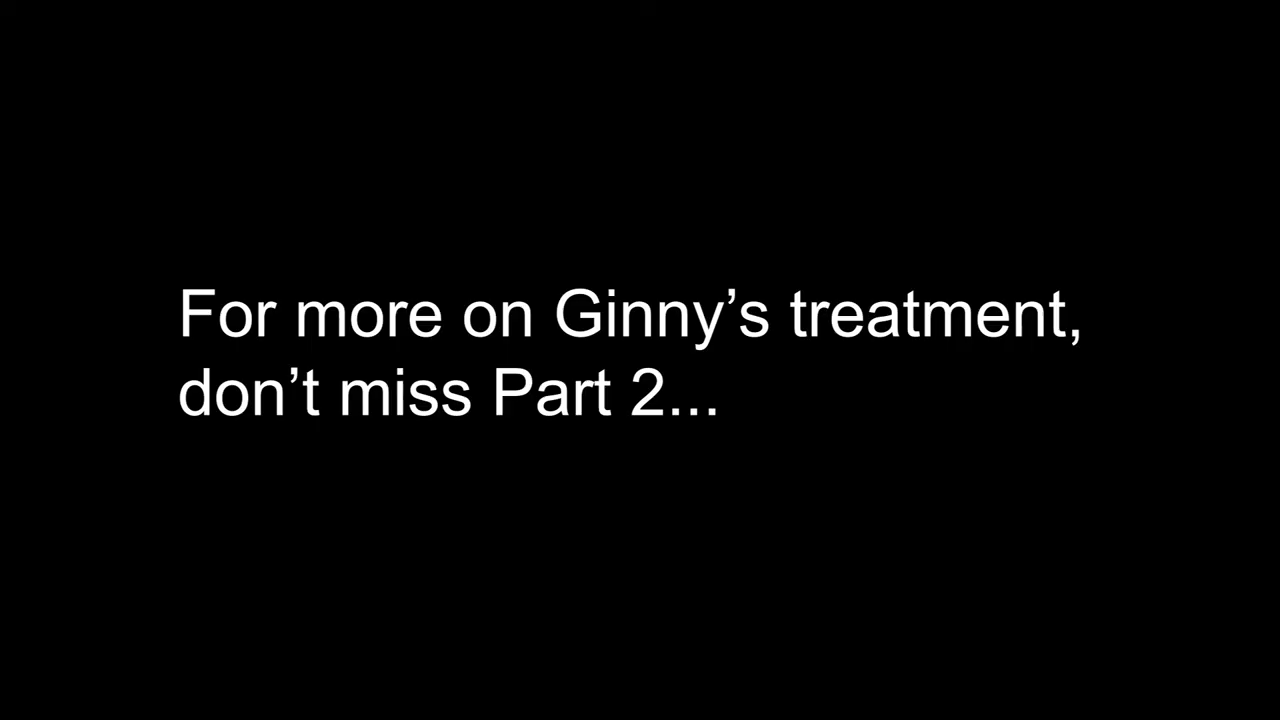 For more on Ginny’s treatment,
don’t miss Part 2...